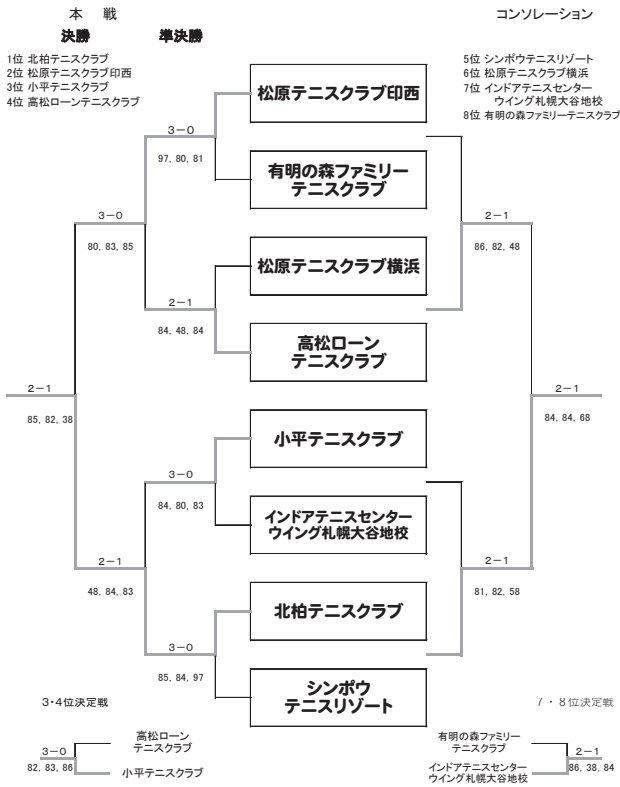 本 戦
決勝
準決勝
コンソレーション
1位 北柏テニスクラブ
2位 松原テニスクラブ印西
3位 小平テニスクラブ
4位 高松ローンテニスクラブ
5位 シンポウテニスリゾート
6位 松原テニスクラブ横浜
7位 インドアテニスセンター
ウイング札幌大谷地校
8位 有明の森ファミリーテニスクラブ
松原テニスクラブ印西
3－0
97, 80, 81
有明の森ファミリー
テニスクラブ
3－0
80, 83, 85
2－1
86, 82, 48
松原テニスクラブ横浜
2－1
84, 48, 84
高松ローン
テニスクラブ
2－1
85, 82, 38
2－1
84, 84, 68
小平テニスクラブ
3－0
84, 80, 83
インドアテニスセンター
ウイング札幌大谷地校
2－1
48, 84, 83
2－1
81, 82, 58
北柏テニスクラブ
3－0
85, 84, 97
シンポウ
テニスリゾート
3・4位決定戦
高松ローン
テニスクラブ
3－0
82, 83, 86
小平テニスクラブ
7 ・ 8位決定戦
有明の森ファミリー
テニスクラブ
2－1
86, 38, 84
インドアテニスセンター
ウイング札幌大谷地校